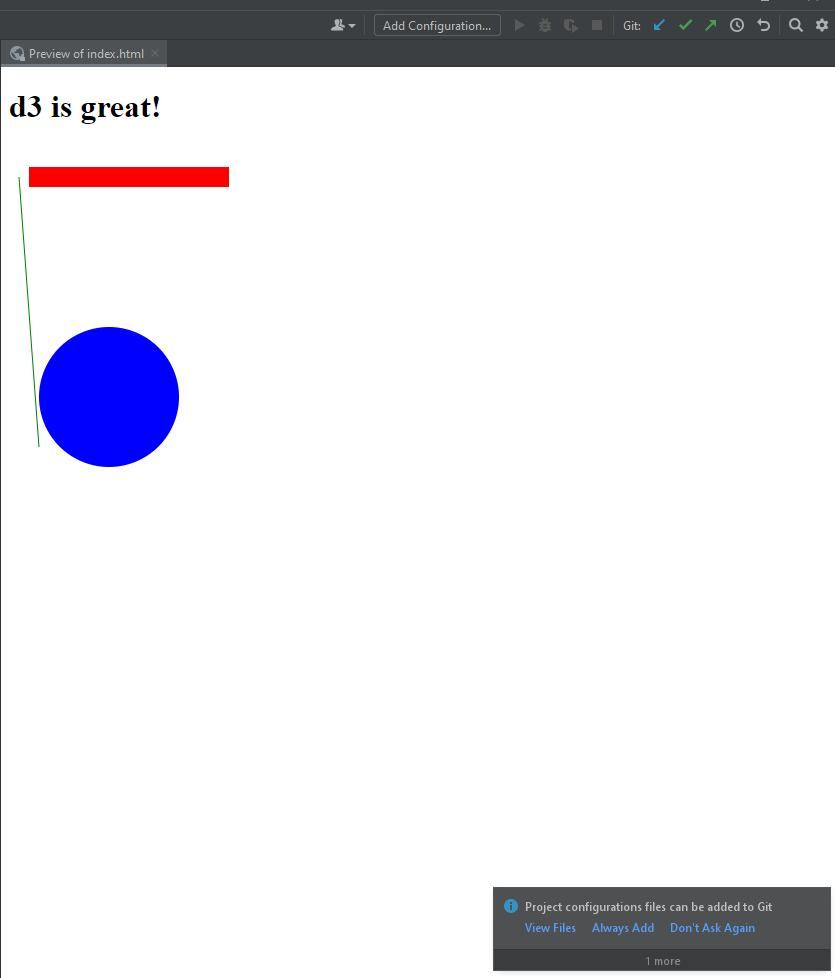 Add Configuration... Git:
Preview of index.html
d3 is great!
Project configurations files can be added to Git
View Files Always Add Don't Ask Again
1 more